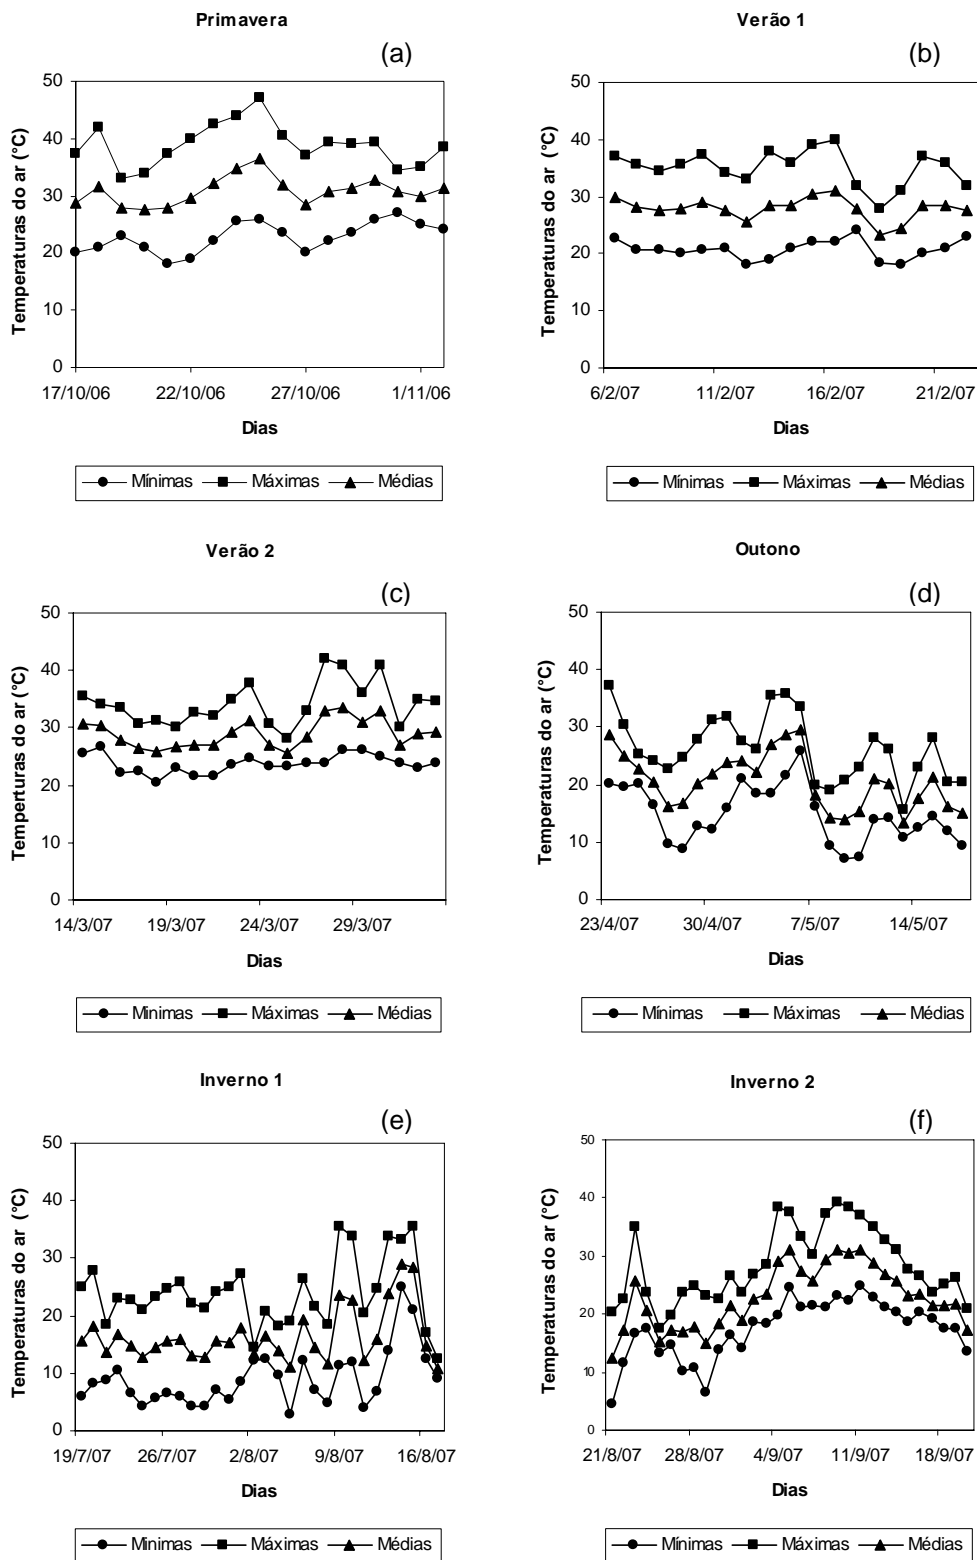 Primavera
(a)
Temperaturas do ar (°C)
50
40
30
20
10
0
17/10/06 22/10/06 27/10/06 1/11/06
Dias
Mínimas Máximas Médias
Verão 1
(b)
Temperaturas do ar (°C)
50
40
30
20
10
0
6/2/07 11/2/07 16/2/07 21/2/07
Dias
Mínimas Máximas Médias
Verão 2
(c)
Temperturas do ar (°C)
50
40
30
20
10
0
14/3/07 19/3/07 24/3/07 29/3/07
Dias
Mínimas Máximas Médias
Outono
(d)
Temperaturas do ar (°C)
50
40
30
20
10
0
23/4/07 30/4/07 7/5/07 14/5/07
Dias
Mínimas Máximas Médias
Inverno 1
(e)
Temperaturas do ar (°C)
50
40
30
20
10
0
19/7/07 26/7/07 2/8/07 9/8/07 16/8/07
Dias
Minimas Máximas Médias
Inverno 2
(f)
Temperaturas do ar (°C)
50
40
30
20
10
0
21/8/07 28/8/07 4/9/07 11/9/07 18/9/07
Dias
Mínimas Máximas Médias